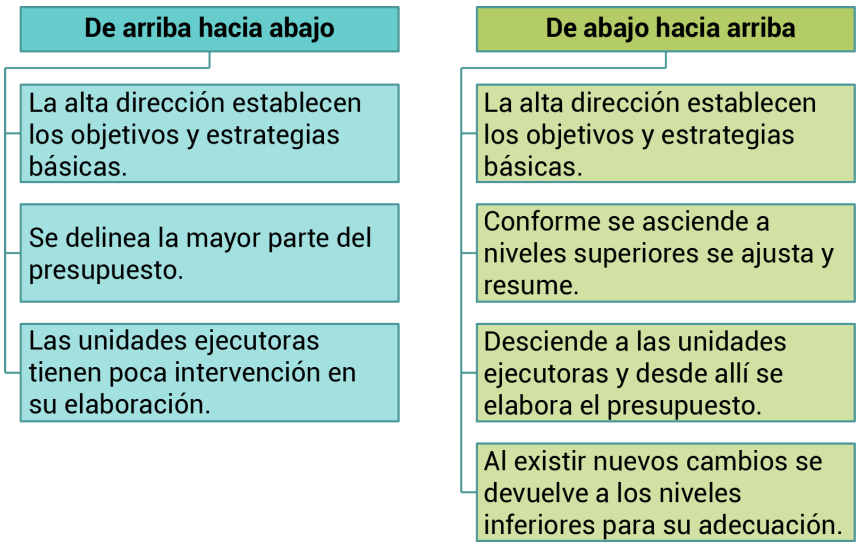 De arriba hacia abajo
La alta dirección establecen
los objetivos y estrategias
básicas.
Se delinea la mayor parte del
presupuesto.
Las unidades ejecutoras
tienen poca intervención en
su elaboración.
De abajo hacia arriba
La alta dirección establecen
los objetivos y estrategias
básicas.
Conforme se asciende a
niveles superiores se ajusta y
resume.
Desciende a las unidades
ejecutoras y desde allí se
elabora el presupuesto.
Al existir nuevos cambios se
devuelve a los niveles
inferiores para su adecuación.